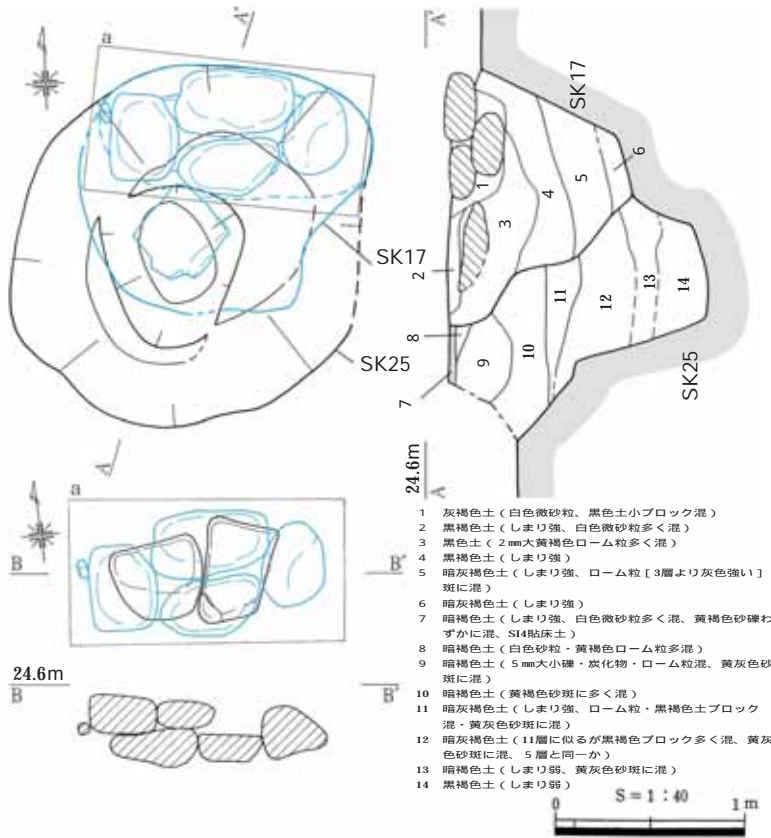 A'
a
SK17
SK25
A
A'
SK17
1
2
3
4
5
6
7
8
9
10
11
12
13
14
SK25
24.6m
A
a
B
B'
24.6m
B
B'
1 灰褐色土（白色微砂粒、黒色土小ブロック混）
2 黒褐色土（しまり強、白色微砂粒多く混）
3 黒色土（2㎜大黄褐色ローム粒多く混）
4 黒褐色土（しまり強）
5 暗灰褐色土（しまり強、ローム粒［3層より灰色強い］
斑に混）
6 暗灰褐色土（しまり強）
7 暗褐色土（しまり強、白色微砂粒多く混、黄褐色砂礫わ
ずかに混、SI4貼床土）
8 暗褐色土（白色砂粒・黄褐色ローム粒多混）
9 暗褐色土（5㎜大小礫・炭化物・ローム粒混、黄灰色砂
斑に混）
10 暗褐色土（黄褐色砂斑に多く混）
11 暗灰褐色土（しまり強、ローム粒・黒褐色土ブロック
混・黄灰色砂斑に混）
12 暗灰褐色土（11層に似るが黒褐色ブロック多く混、黄灰
色砂斑に混、5層と同一か）
13 暗褐色土（しまり弱、黄灰色砂斑に混）
14 黒褐色土（しまり弱）
S=1:40
0 1m